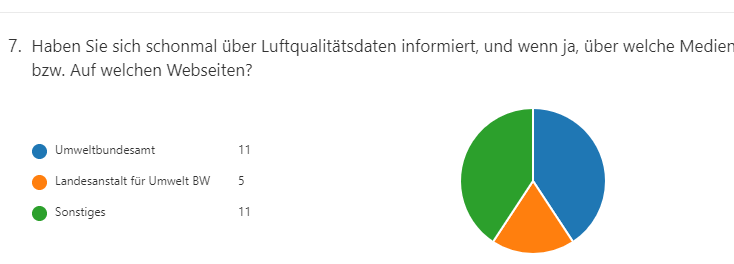 7. Haben Sie sich schonmal über Luftqualitätsdaten informiert, und wenn ja, über welche Medien
bzw. Auf welchen Webseiten?
Umweltbundesamt 11
Landesanstalt für Umwelt BW 5
Sonstiges 11